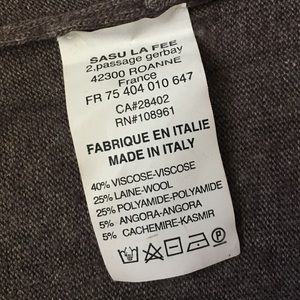 SASU LA FEE
2,passage gerbay
42300 ROANNE
France
FR 75 404 010 647
CA#28402
RN#108961
FABRIQUE EN ITALIE
MADE IN ITALY
40% VISCOSE-VISCOSE
25% LAINE-WOOL
25% POLYAMIDE-POLYAMIDE
5% ANGORA-ANGORA
5% CACHEMIRE-KASMIR
P